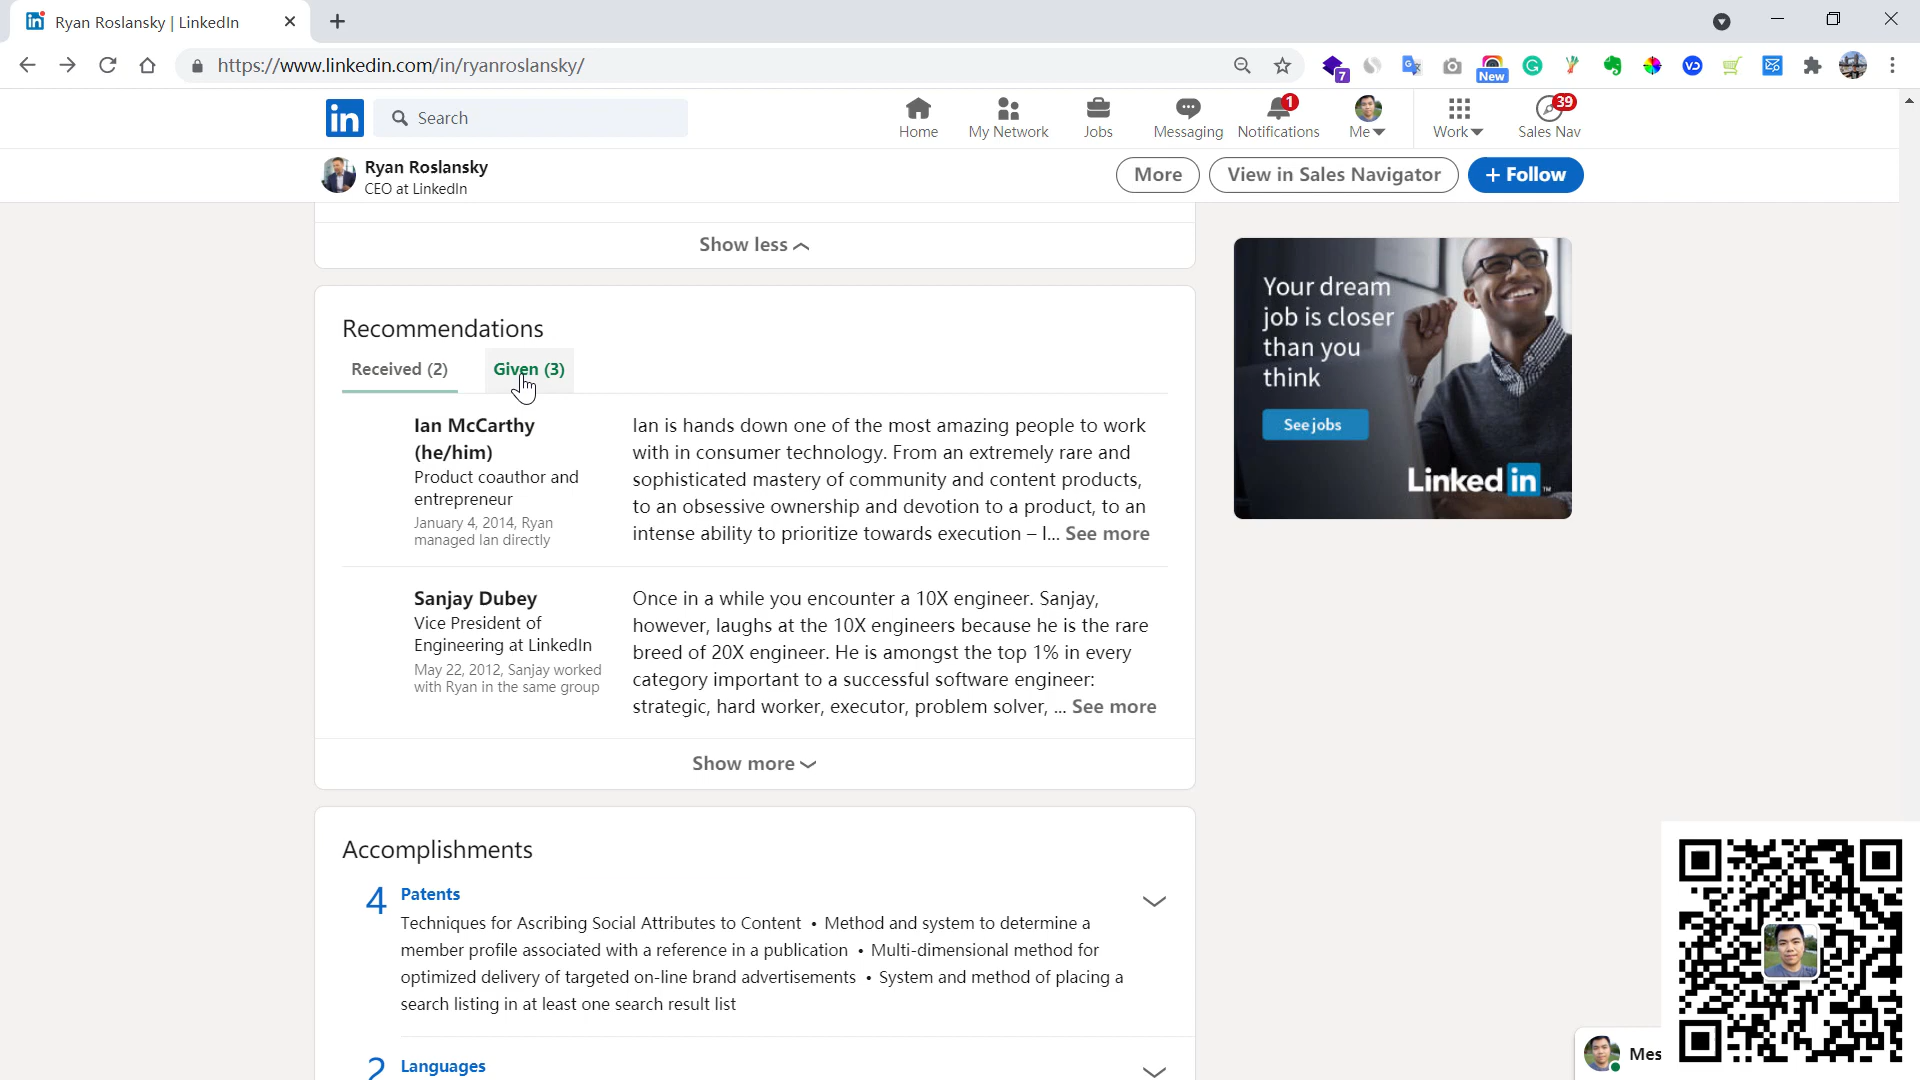 Ryan Roslansky | LinkedIn
https://www.linkedin.com/in/ryanroslansky/
7
New
in
Search
Home
My Network
Jobs
Messaging
1
Notifications
Me
Work
39
Sales Nav
Ryan Roslansky
CEO at LinkedIn
More
View in Sales Navigator
+ Follow
Show less
Recommendations
Received (2)
Given (3)
Ian McCarthy
(he/him)
Product coauthor and
entrepreneur
January 4, 2014, Ryan
managed Ian directly
Ian is hands down one of the most amazing people to work
with in consumer technology. From an extremely rare and
sophisticated mastery of community and content products,
to an obsessive ownership and devotion to a product, to an
intense ability to prioritize towards execution – I... See more
Sanjay Dubey
Vice President of
Engineering at LinkedIn
May 22, 2012, Sanjay worked
with Ryan in the same group
Once in a while you encounter a 10X engineer. Sanjay,
however, laughs at the 10X engineers because he is the rare
breed of 20X engineer. He is amongst the top 1% in every
category important to a successful software engineer:
strategic, hard worker, executor, problem solver, ... See more
Show more
Accomplishments
4
Patents
Techniques for Ascribing Social Attributes to Content • Method and system to determine a
member profile associated with a reference in a publication • Multi-dimensional method for
optimized delivery of targeted on-line brand advertisements • System and method of placing a
search listing in at least one search result list
2
Languages
Your dream
job is closer
than you
think
See jobs
Linked in
Mes